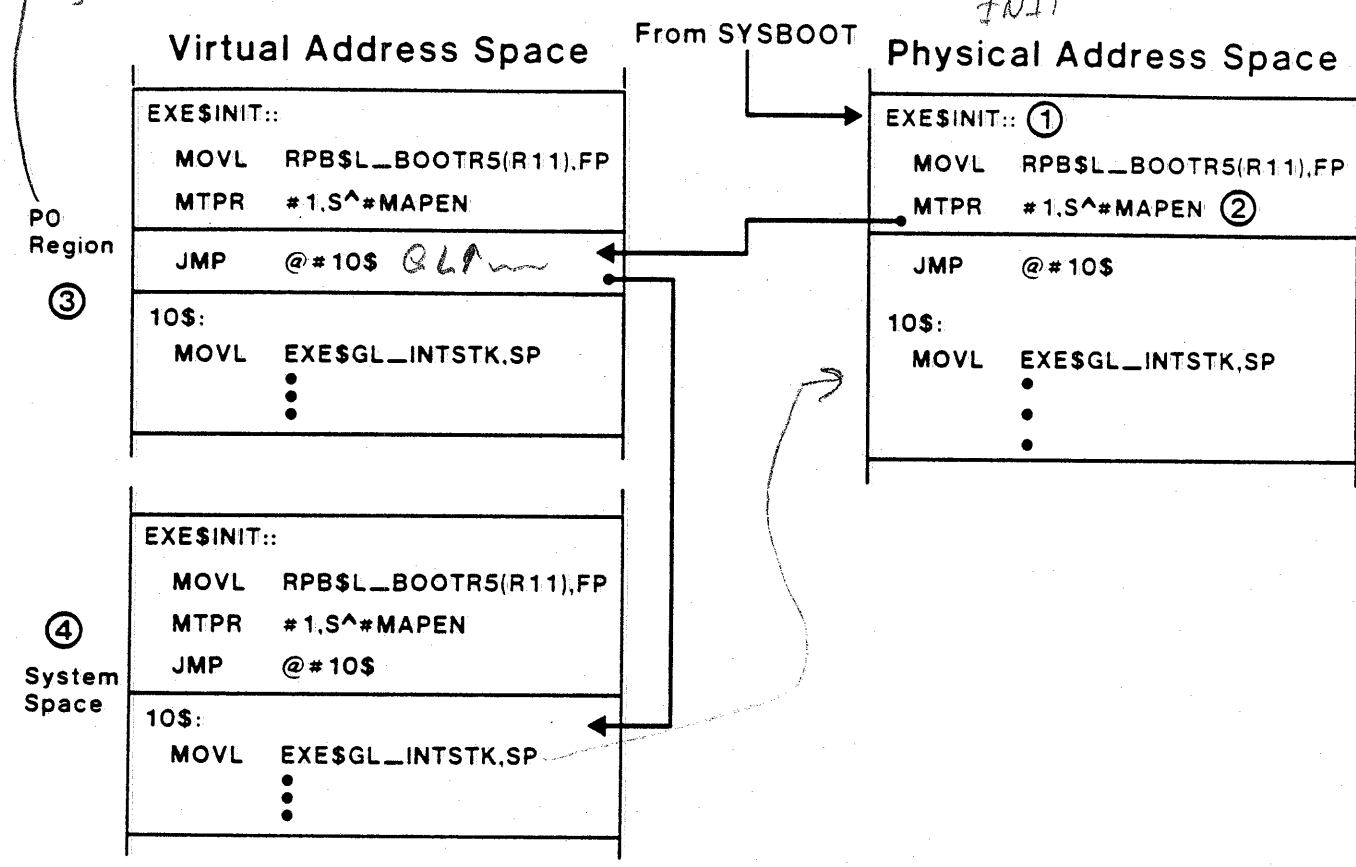 INIT
From SYSBOOT
Virtual Address Space
Physical Address Space
EXE$INIT::
MOVL RPB$L_BOOTR5(R11),FP
MTPR #1,S^#MAPEN
P0
Region
③
JMP @#10$
10$:
MOVL EXE$GL_INTSTK,SP
EXE$INIT:: ①
MOVL RPB$L_BOOTR5(R11),FP
MTPR #1,S^#MAPEN ②
JMP @#10$
10$:
MOVL EXE$GL_INTSTK,SP
④
System
Space
EXE$INIT::
MOVL RPB$L_BOOTR5(R11),FP
MTPR #1,S^#MAPEN
JMP @#10$
10$:
MOVL EXE$GL_INTSTK,SP